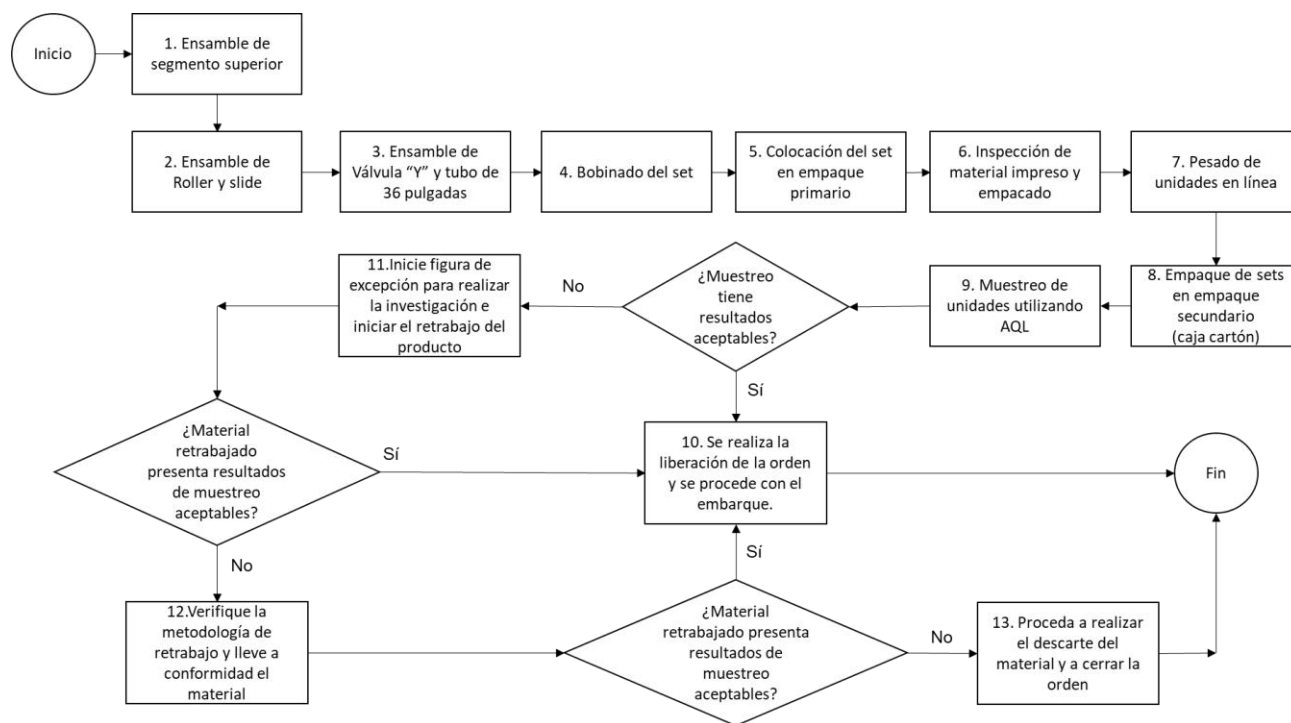 Inicio
1. Ensamble de
segmento superior
2. Ensamble de
Roller y slide
3. Ensamble de
Válvula “Y” y tubo de
36 pulgadas
4. Bobinado del set
5. Colocación del set
en empaque
primario
6. Inspección de
material impreso y
empacado
7. Pesado de
unidades en línea
8. Empaque de sets
en empaque
secundario
(caja cartón)
9. Muestreo de
unidades utilizando
AQL
¿Muestreo
tiene
resultados
aceptables?
No
Sí
11.Inicie figura de
excepción para realizar
la investigación e
iniciar el retrabajo del
producto
¿Material
retrabajado
presenta resultados
de muestreo
aceptables?
Sí
No
10. Se realiza la
liberación de la orden
y se procede con el
embarque.
Fin
12.Verifique la
metodología de
retrabajo y lleve a
conformidad el
material
¿Material
retrabajado presenta
resultados de
muestreo
aceptables?
Sí
No
13. Proceda a realizar
el descarte del
material y a cerrar la
orden